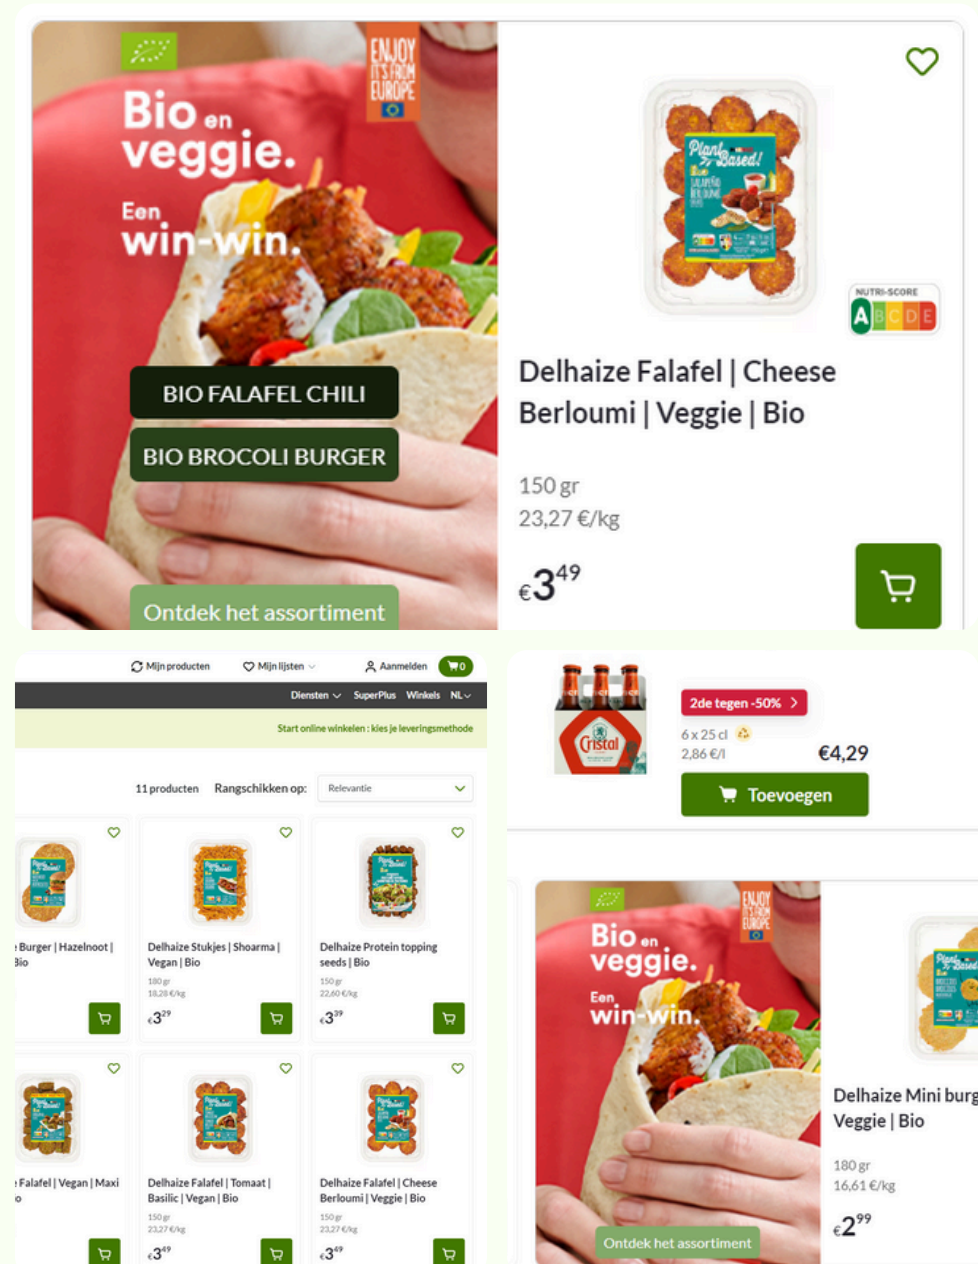 Bio en
veggie.
Een
win-win.
ENJOY
IT'S FROM
EUROPE
BIO FALAFEL CHILI
BIO BROCOLI BURGER
Ontdek het assortiment
Plant
Based!
Bio
JALAPEÑO
NUTRI-SCORE
A B C D E
Delhaize Falafel | Cheese
Berloumi | Veggie | Bio
150 gr
23,27 €/kg
€3 49
Mijn producten Mijn lijsten Aanmelden 0
Diensten SuperPlus Winkels NL
Start online winkelen : kies je leveringsmethode
11 producten Rangschikken op: Relevantie
Burger | Hazelnoot |
Bio
Delhaize Stukjes | Shoarma |
Vegan | Bio
180 gr
18,28 €/kg
€3 29
Delhaize Protein topping
seeds | Bio
150 gr
22,60 €/kg
€3 39
Falafel | Vegan | Maxi
o
Delhaize Falafel | Tomaat |
Basilic | Vegan | Bio
150 gr
23,27 €/kg
€3 49
Delhaize Falafel | Cheese
Berloumi | Veggie | Bio
150 gr
23,27 €/kg
€3 49
Cristal
2de tegen -50%
6 x 25 cl
2,86 €/l
€4,29
Toevoegen
Bio en
veggie.
Een
win-win.
ENJOY
IT'S FROM
EUROPE
Ontdek het assortiment
Plant
Based!
Delhaize Mini burg
Veggie | Bio
180 gr
16,61 €/kg
€2 99